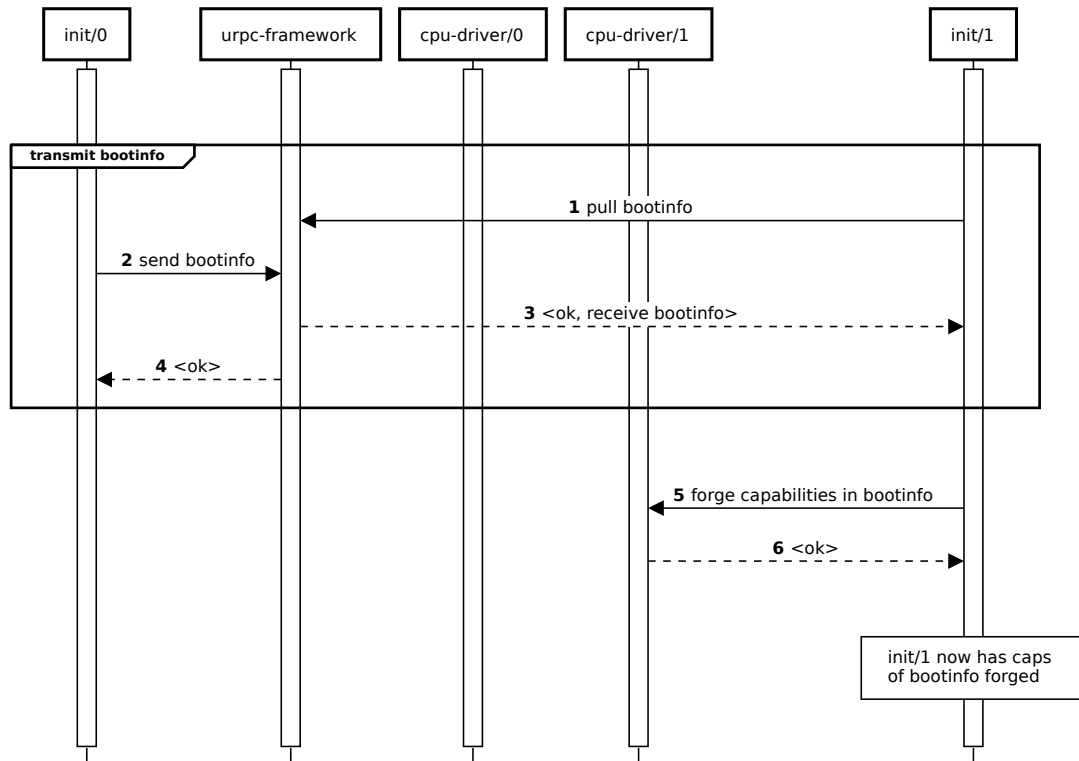 init/0
urpc-framework
cpu-driver/0
cpu-driver/1
init/1
transmit bootinfo
1 pull bootinfo
2 send bootinfo
3 <ok, receive bootinfo>
4 <ok>
5 forge capabilities in bootinfo
6 <ok>
init/1 now has caps
of bootinfo forged